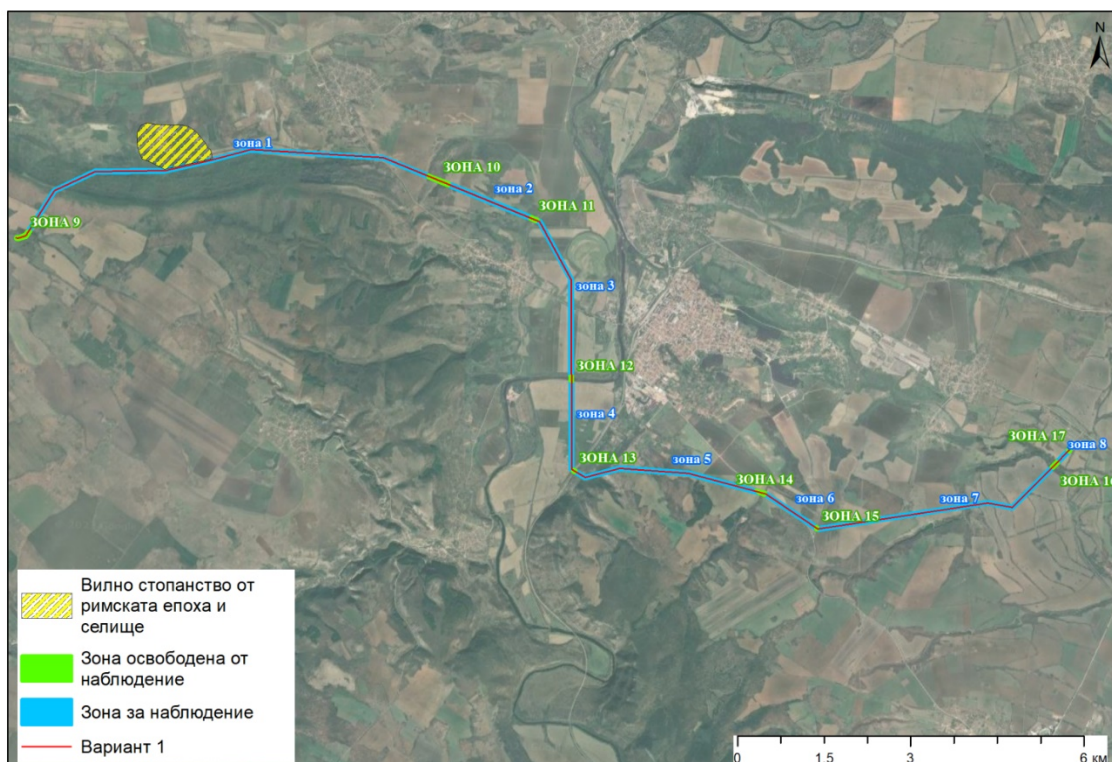 N
зона 1
ЗОНА 10
зона 2
ЗОНА 11
ЗОНА 9
зона 3
ЗОНА 12
зона 4
ЗОНА 13
зона 5
ЗОНА 14
зона 6
ЗОНА 15
зона 7
ЗОНА 17
зона 8
ЗОНА 16
Вилно стопанство от
римската епоха и
селище
Зона освободена от
наблюдение
Зона за наблюдение
Вариант 1
0 1.5 3 6 км